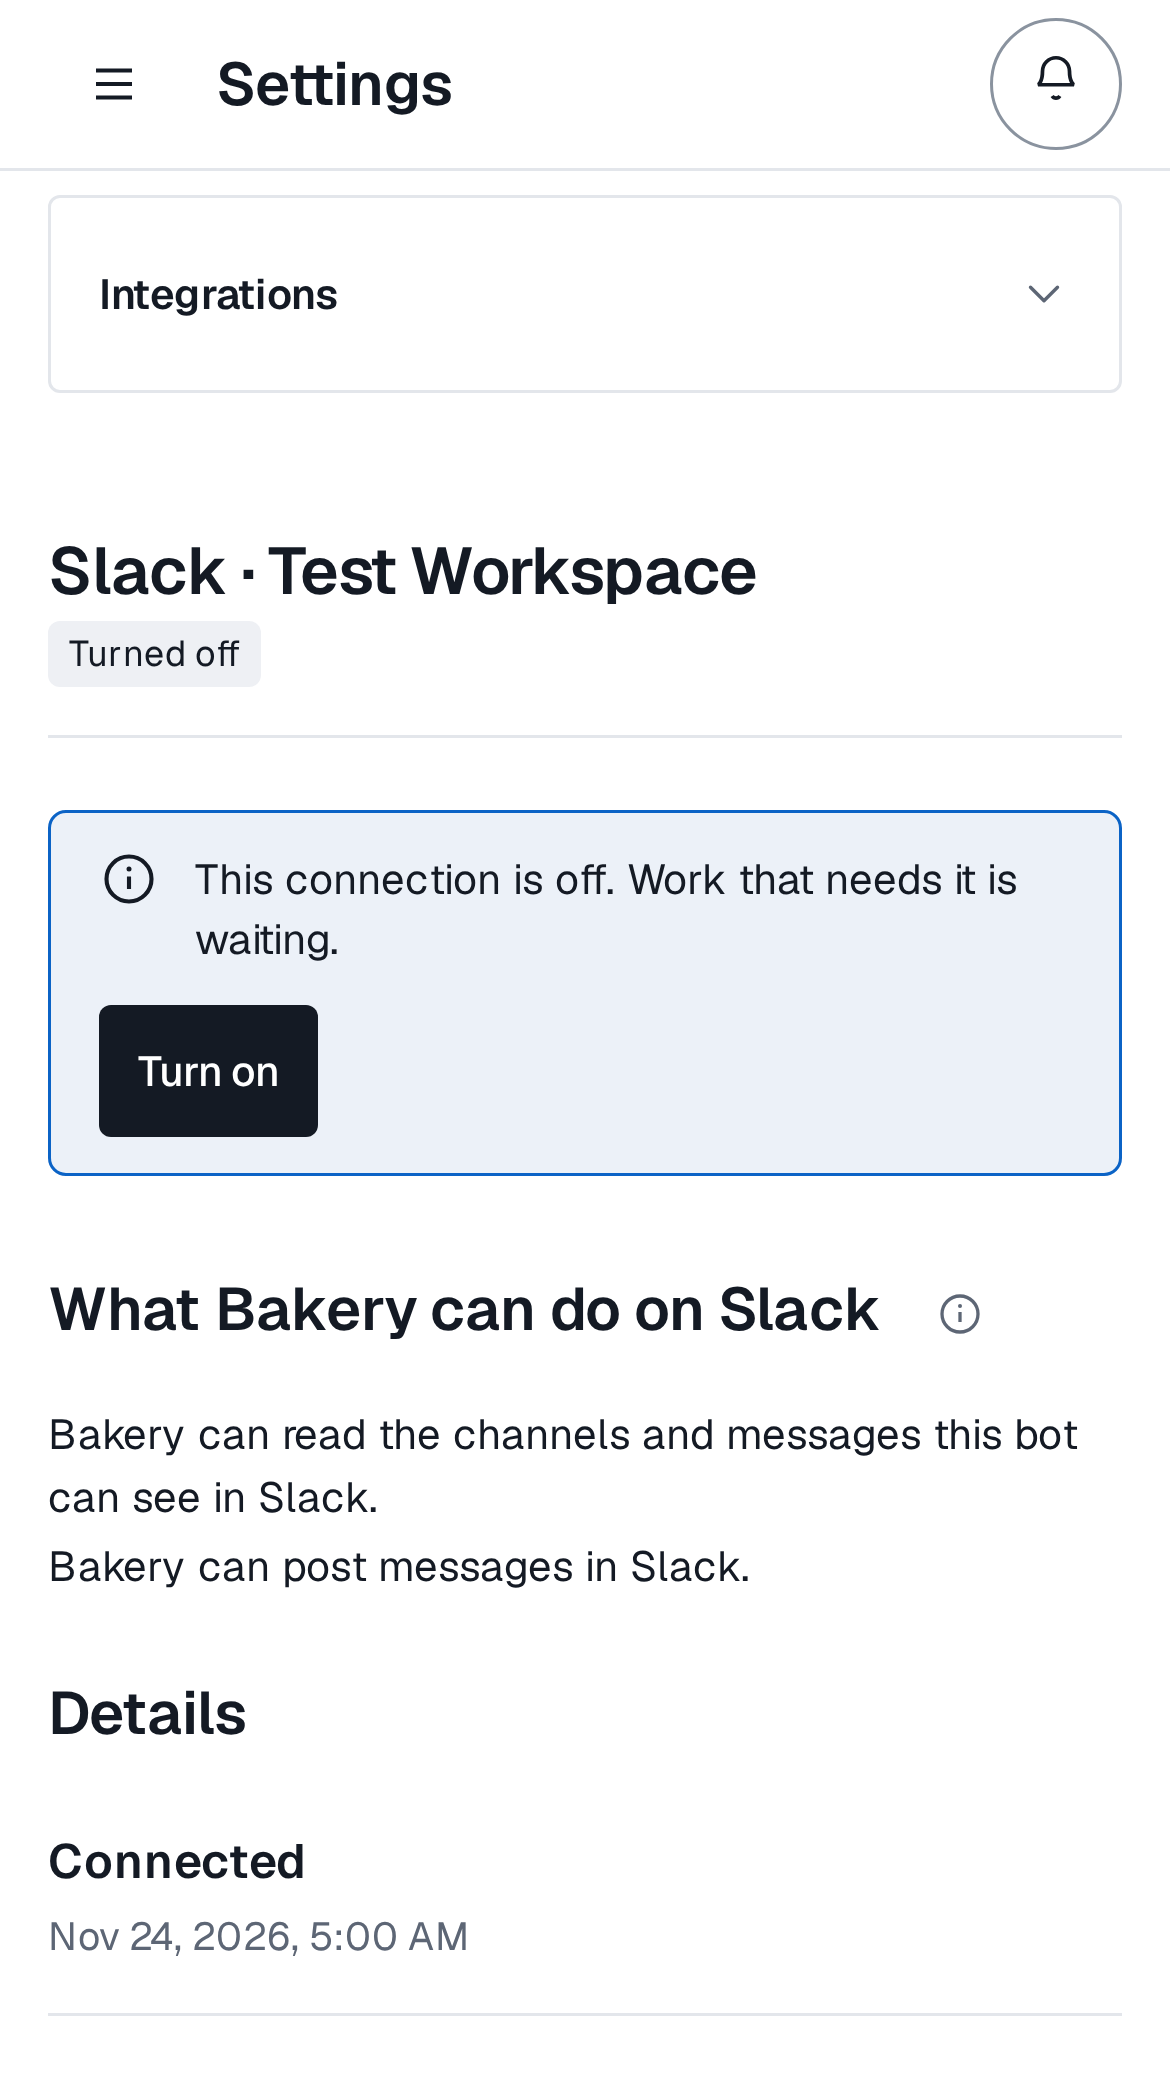 Settings
Integrations
Slack · Test Workspace
Turned off
This connection is off. Work that needs it is
waiting.
Turn on
What Bakery can do on Slack
Bakery can read the channels and messages this bot
can see in Slack.
Bakery can post messages in Slack.
Details
Connected
Nov 24, 2026, 5:00 AM